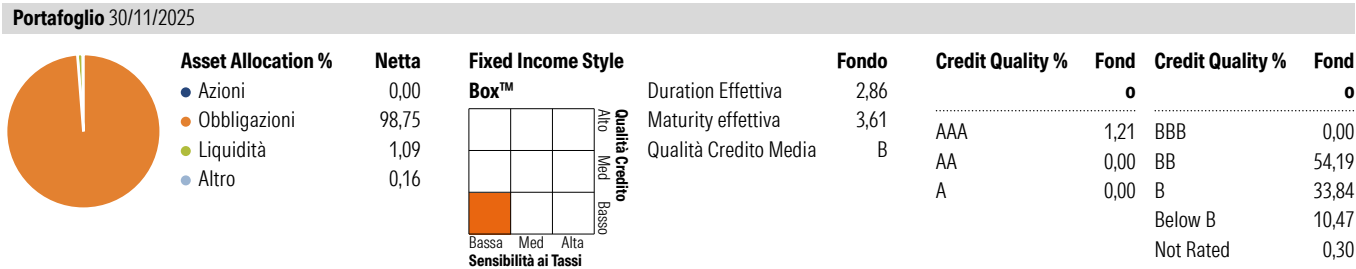 Portafoglio 30/11/2025
Asset Allocation % Netta
Azioni 0,00
Obbligazioni 98,75
Liquidità 1,09
Altro 0,16
Fixed Income Style
Box™
Alto
Med
Basso
Qualità Credito
Bassa Med Alta
Sensibilità ai Tassi
Fondo
Duration Effettiva 2,86
Maturity effettiva 3,61
Qualità Credito Media B
Credit Quality % Fond
o
AAA 1,21
AA 0,00
A 0,00
Credit Quality % Fond
o
BBB 0,00
BB 54,19
B 33,84
Below B 10,47
Not Rated 0,30